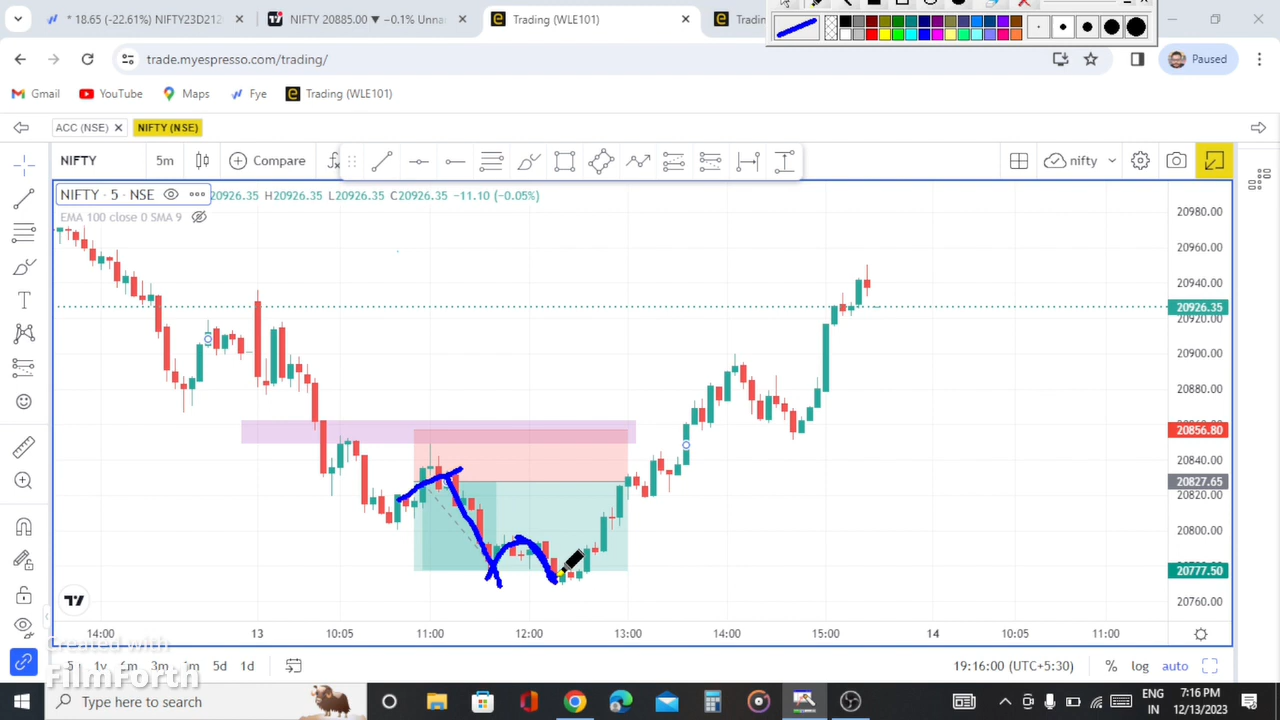 * 18.65 (-22.61%) NIFTY23D212
NIFTY 20885.00 ▼ −0.1% Unna
Trading (WLE101)
Tradin
trade.myespresso.com/trading/
Paused
Gmail
YouTube
Maps
Fye
Trading (WLE101)
ACC (NSE)
NIFTY (NSE)
NIFTY
5m
Compare
nifty
NIFTY · 5 · NSE
20926.35 H20926.35 L20926.35 C20926.35 −11.10 (−0.05%)
EMA 100 close 0 SMA 9
20980.00
20960.00
20940.00
20926.35
20920.00
20900.00
20880.00
20856.80
20840.00
20827.65
20820.00
20800.00
20777.50
20760.00
14:00
13
10:05
11:00
12:00
13:00
14:00
15:00
14
10:05
11:00
Created with
FilmForth
1y
3m
5d
1d
19:16:00 (UTC+5:30)
%
log
auto
Type here to search
ENG
IN
7:16 PM
12/13/2023